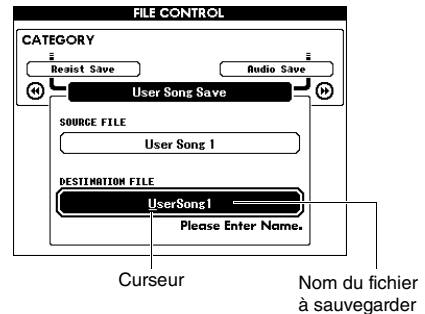 FILE CONTROL
CATEGORY
Regist Save
Audio Save
User Song Save
SOURCE FILE
User Song 1
DESTINATION FILE
UserSong1
Please Enter Name.
Curseur
Nom du fichier
à sauvegarder